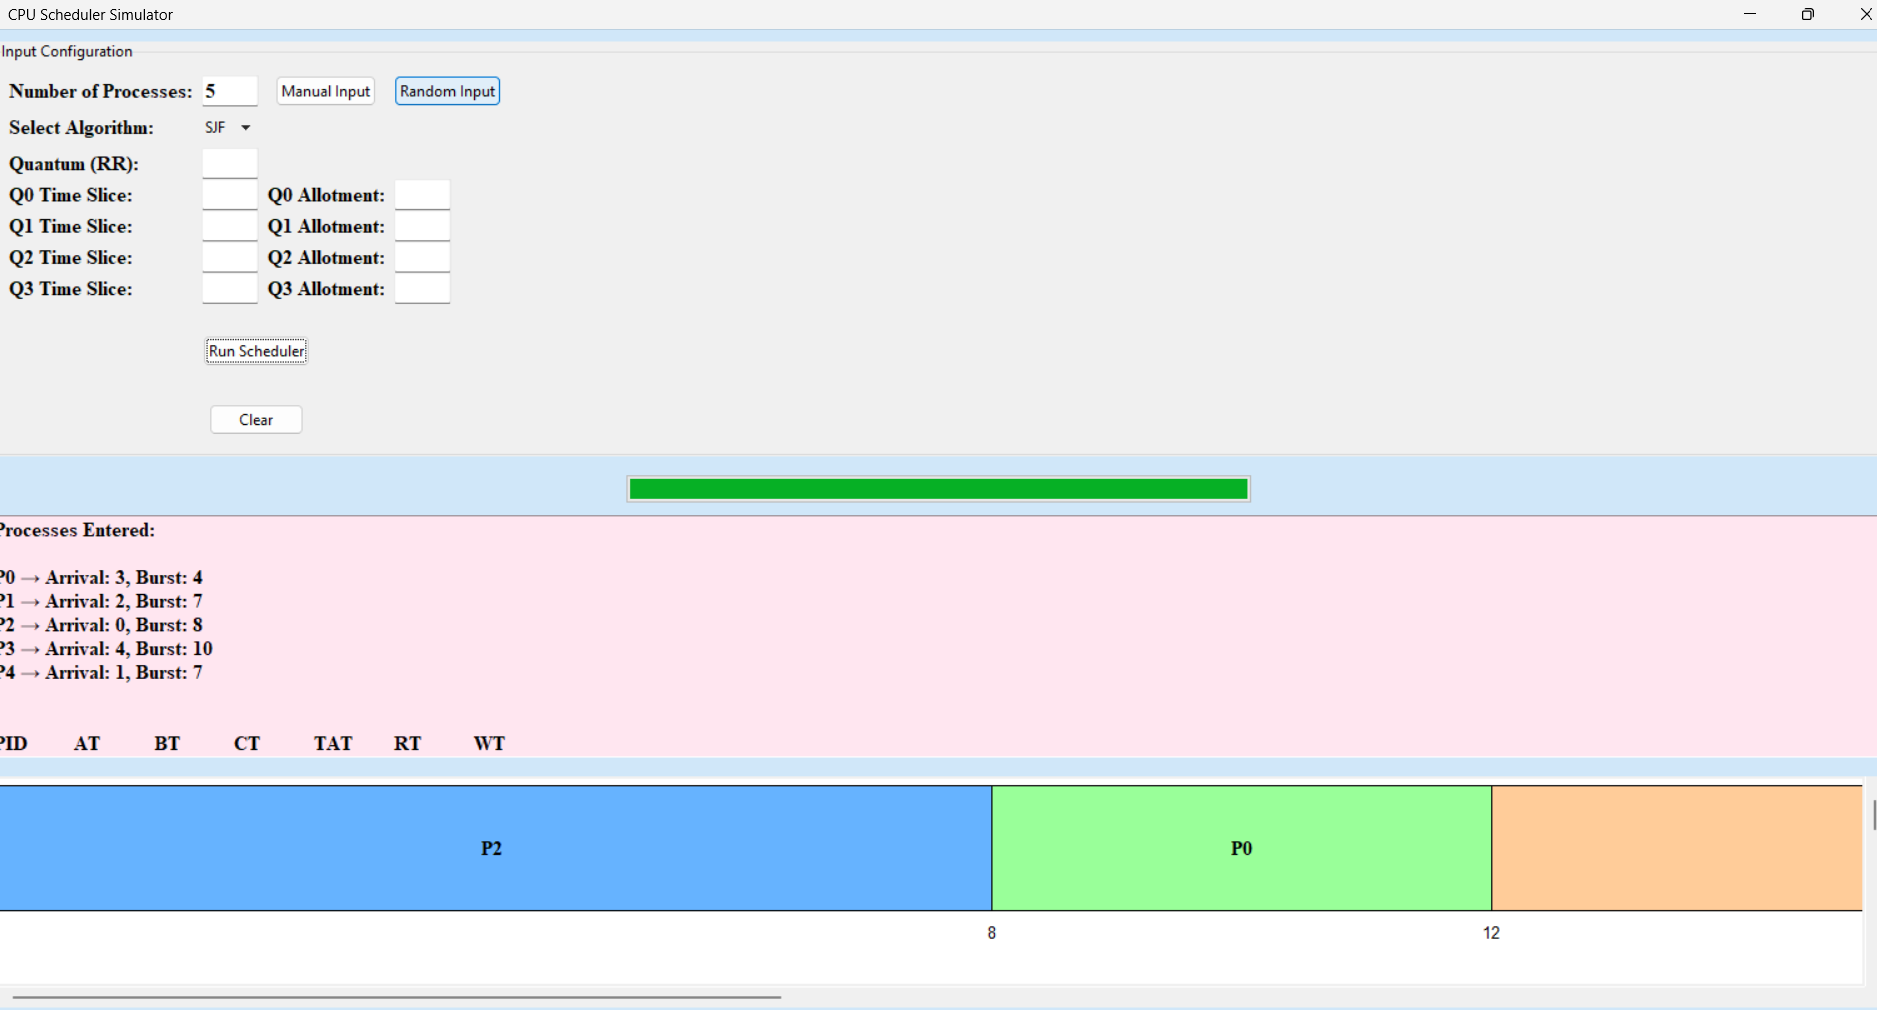 CPU Scheduler Simulator
Input Configuration
Number of Processes: 5 Manual Input Random Input
Select Algorithm: SJF
Quantum (RR):
Q0 Time Slice: Q0 Allotment:
Q1 Time Slice: Q1 Allotment:
Q2 Time Slice: Q2 Allotment:
Q3 Time Slice: Q3 Allotment:
Run Scheduler
Clear
Processes Entered:
P0 → Arrival: 3, Burst: 4
P1 → Arrival: 2, Burst: 7
P2 → Arrival: 0, Burst: 8
P3 → Arrival: 4, Burst: 10
P4 → Arrival: 1, Burst: 7
PID AT BT CT TAT RT WT
P2 P0
8 12